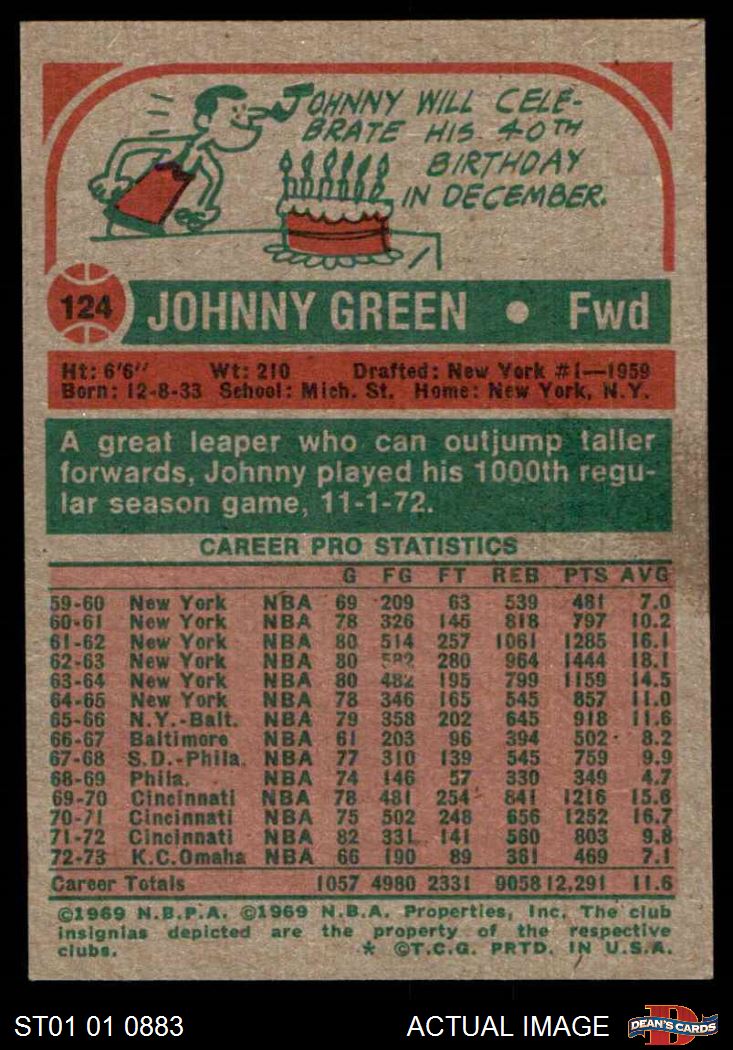 JOHNNY WILL CELE-
BRATE HIS 40TH
BIRTHDAY
IN DECEMBER.
124 JOHNNY GREEN • Fwd
Ht: 6'6" Wt: 210 Drafted: New York #1—1959
Born: 12-8-33 School: Mich. St. Home: New York, N.Y.
A great leaper who can outjump taller
forwards, Johnny played his 1000th regu-
lar season game, 11-1-72.
CAREER PRO STATISTICS
G FG FT REB PTS AVG
59-60 New York NBA 69 209 63 539 481 7.0
60-61 New York NBA 78 326 145 818 797 10.2
61-62 New York NBA 80 514 257 1061 1285 16.1
62-63 New York NBA 80 582 280 964 1444 18.1
63-64 New York NBA 80 482 195 799 1159 14.5
64-65 New York NBA 78 346 165 545 857 11.0
65-66 N.Y.-Balt. NBA 79 358 202 645 918 11.6
66-67 Baltimore NBA 61 203 96 394 502 8.2
67-68 S.D.-Phila. NBA 77 310 139 545 759 9.9
68-69 Phila. NBA 74 146 57 330 349 4.7
69-70 Cincinnati NBA 78 481 254 841 1216 15.6
70-71 Cincinnati NBA 75 502 248 656 1252 16.7
71-72 Cincinnati NBA 82 331 141 560 803 9.8
72-73 K.C. Omaha NBA 66 190 89 361 469 7.1
Career Totals 1057 4980 2331 9058 12,291 11.6
©1969 N.B.P.A. ©1969 N.B.A. Properties, Inc. The club
insignias depicted are the property of the respective
clubs. * ©T.C.G. PRTD. IN U.S.A.
ST01 01 0883 ACTUAL IMAGE D DEAN'S CARDS